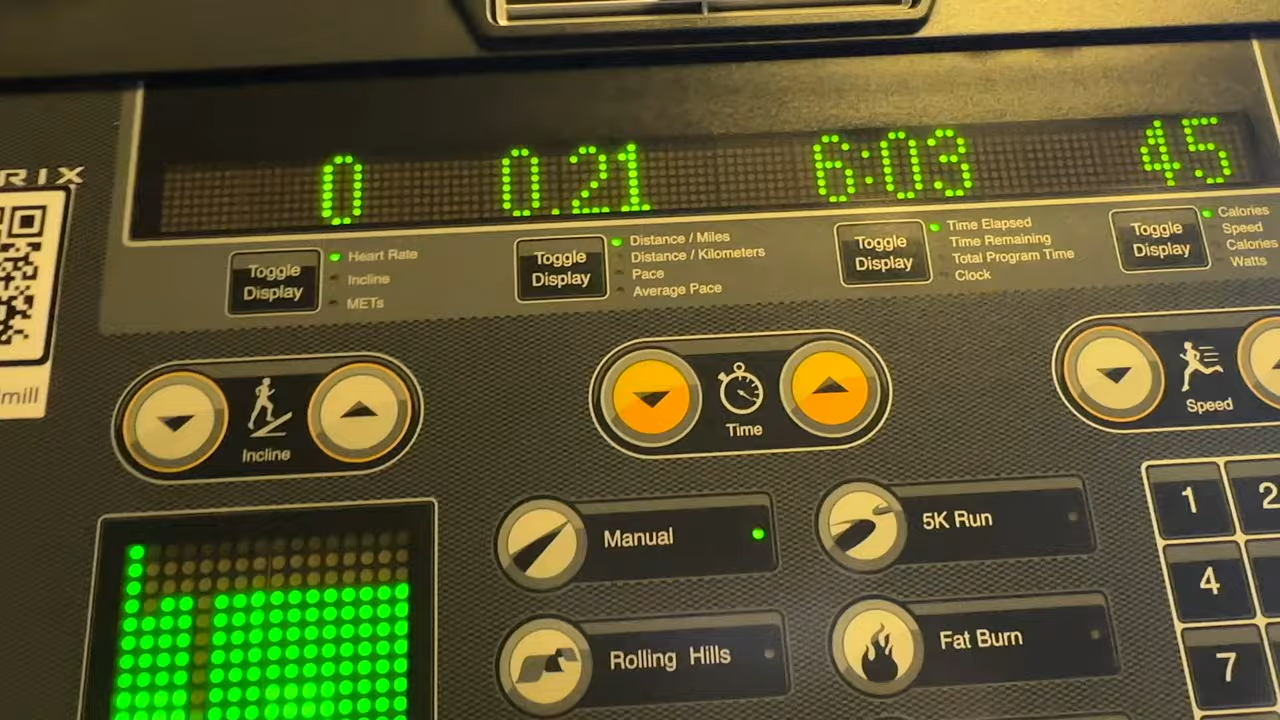 0 0.21 6:03 45
RIX
mill
Toggle
Display
Heart Rate
Incline
METs
Toggle
Display
Distance / Miles
Distance / Kilometers
Pace
Average Pace
Toggle
Display
Time Elapsed
Time Remaining
Total Program Time
Clock
Toggle
Display
Calories
Speed
Calories
Watts
Incline
Time
Speed
Manual
5K Run
Rolling Hills
Fat Burn
1 2
4
7